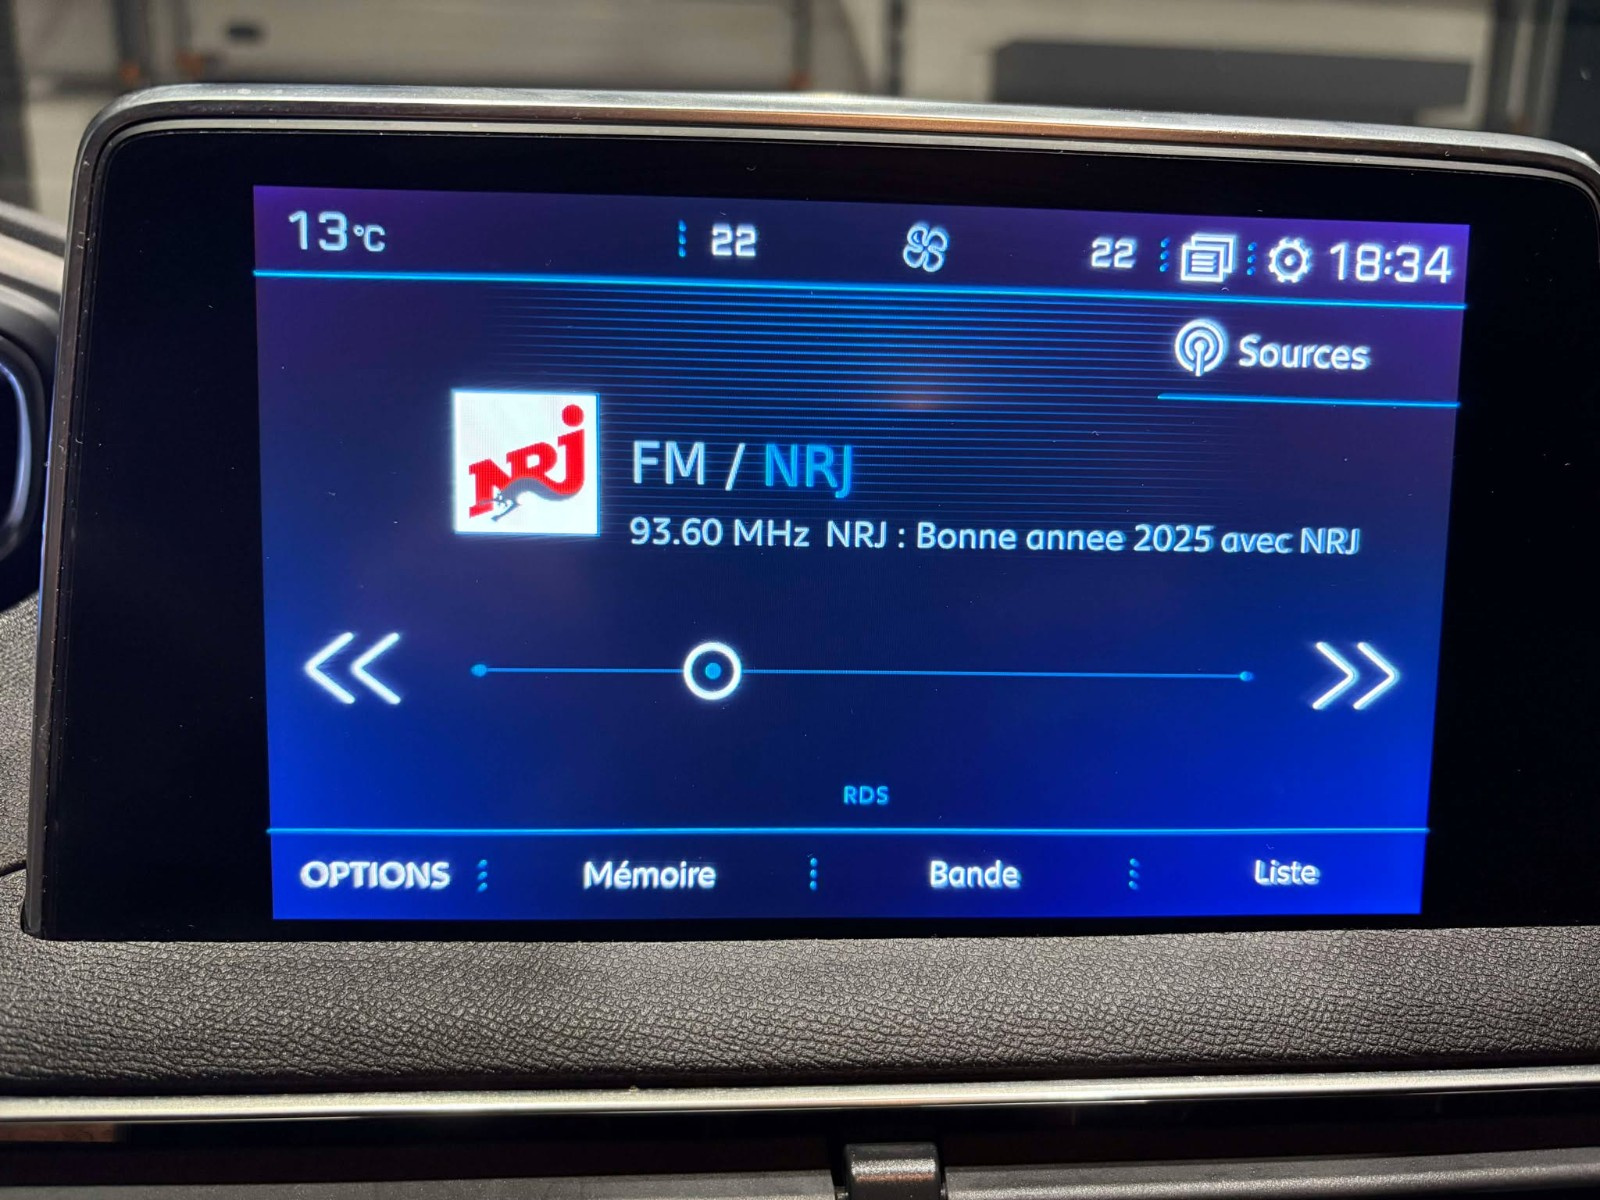 13°C 22 22 18:34
Sources
NRJ
FM / NRJ
93.60 MHz NRJ : Bonne annee 2025 avec NRJ
RDS
OPTIONS Mémoire Bande Liste